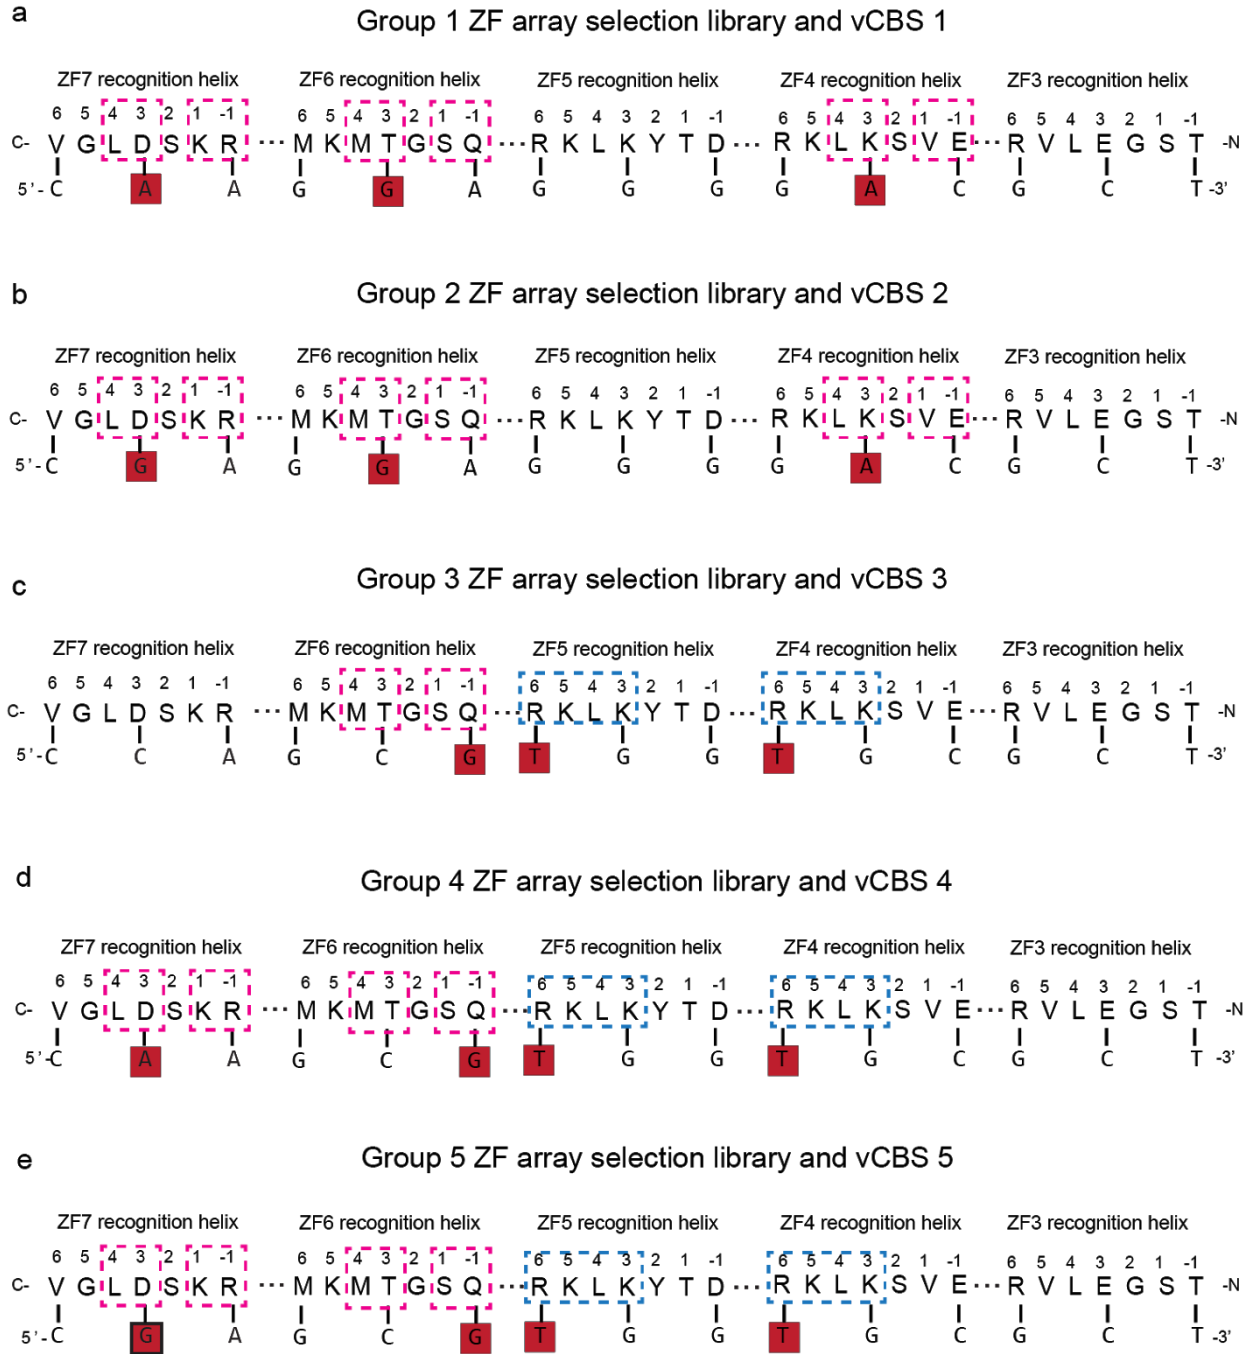 a
Group 1 ZF array selection library and vCBS 1
ZF7 recognition helix ZF6 recognition helix ZF5 recognition helix ZF4 recognition helix ZF3 recognition helix
6 5 4 3 2 1 -1 6 5 4 3 2 1 -1 6 5 4 3 2 1 -1 6 5 4 3 2 1 -1 6 5 4 3 2 1 -1
C- V G L D S K R ··· M K M T G S Q ··· R K L K Y T D ··· R K L K S V E ··· R V L E G S T -N
5'- C A A G G A G G G G A C G C T -3'
b
Group 2 ZF array selection library and vCBS 2
ZF7 recognition helix ZF6 recognition helix ZF5 recognition helix ZF4 recognition helix ZF3 recognition helix
6 5 4 3 2 1 -1 6 5 4 3 2 1 -1 6 5 4 3 2 1 -1 6 5 4 3 2 1 -1 6 5 4 3 2 1 -1
C- V G L D S K R ··· M K M T G S Q ··· R K L K Y T D ··· R K L K S V E ··· R V L E G S T -N
5'- C G A G G A G G G G A C G C T -3'
c
Group 3 ZF array selection library and vCBS 3
ZF7 recognition helix ZF6 recognition helix ZF5 recognition helix ZF4 recognition helix ZF3 recognition helix
6 5 4 3 2 1 -1 6 5 4 3 2 1 -1 6 5 4 3 2 1 -1 6 5 4 3 2 1 -1 6 5 4 3 2 1 -1
C- V G L D S K R ··· M K M T G S Q ··· R K L K Y T D ··· R K L K S V E ··· R V L E G S T -N
5'- C C A G C G T G G T G C G C T -3'
d
Group 4 ZF array selection library and vCBS 4
ZF7 recognition helix ZF6 recognition helix ZF5 recognition helix ZF4 recognition helix ZF3 recognition helix
6 5 4 3 2 1 -1 6 5 4 3 2 1 -1 6 5 4 3 2 1 -1 6 5 4 3 2 1 -1 6 5 4 3 2 1 -1
C- V G L D S K R ··· M K M T G S Q ··· R K L K Y T D ··· R K L K S V E ··· R V L E G S T -N
5'- C A A G C G T G G T G C G C T -3'
e
Group 5 ZF array selection library and vCBS 5
ZF7 recognition helix ZF6 recognition helix ZF5 recognition helix ZF4 recognition helix ZF3 recognition helix
6 5 4 3 2 1 -1 6 5 4 3 2 1 -1 6 5 4 3 2 1 -1 6 5 4 3 2 1 -1 6 5 4 3 2 1 -1
C- V G L D S K R ··· M K M T G S Q ··· R K L K Y T D ··· R K L K S V E ··· R V L E G S T -N
5'- C G A G C G T G G T G C G C T -3'